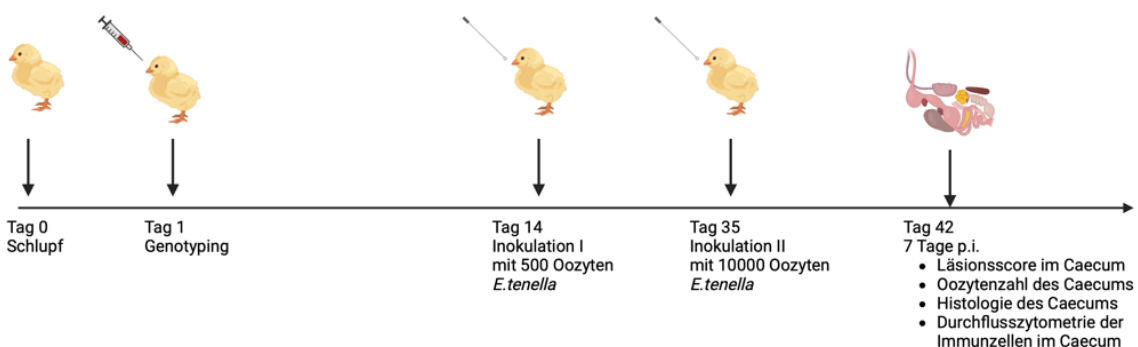 Tag 0
Schlupf
Tag 1
Genotyping
Tag 14
Inokulation I
mit 500 Oozyten
E.tenella
Tag 35
Inokulation II
mit 10000 Oozyten
E.tenella
Tag 42
7 Tage p.i.
• Läsionsscore im Caecum
• Oozytenzahl des Caecums
• Histologie des Caecums
• Durchflusszytometrie der
Immunzellen im Caecum